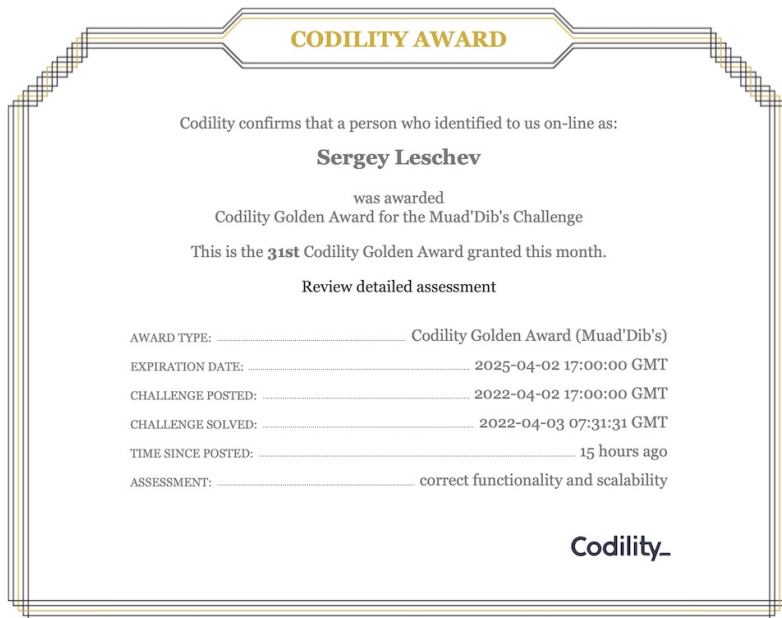 CODILITY AWARD
Codility confirms that a person who identified to us on-line as:
Sergey Leschev
was awarded
Codility Golden Award for the Muad'Dib's Challenge
This is the 31st Codility Golden Award granted this month.
Review detailed assessment
AWARD TYPE: Codility Golden Award (Muad'Dib's)
EXPIRATION DATE: 2025-04-02 17:00:00 GMT
CHALLENGE POSTED: 2022-04-02 17:00:00 GMT
CHALLENGE SOLVED: 2022-04-03 07:31:31 GMT
TIME SINCE POSTED: 15 hours ago
ASSESSMENT: correct functionality and scalability
Codility_